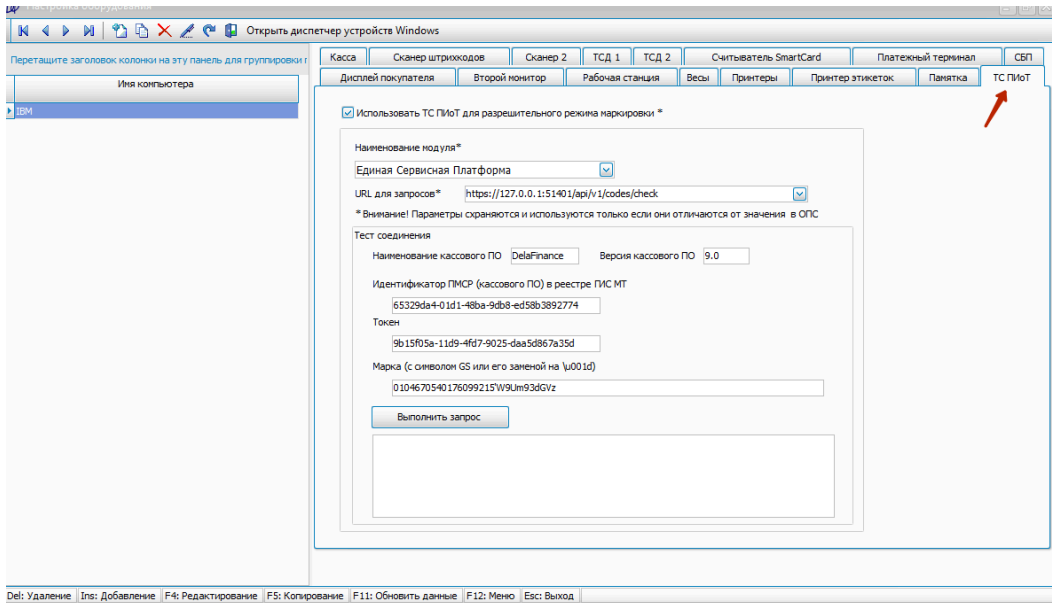 Настройка оборудования
Открыть диспетчер устройств Windows
Перетащите заголовок колонки на эту панель для группировки г
Имя компьютера
IBM
Касса Сканер штрихкодов Сканер 2 ТСД 1 ТСД 2 Считыватель SmartCard Платежный терминал СБП
Дисплей покупателя Второй монитор Рабочая станция Весы Принтеры Принтер этикеток Памятка ТС ПИоТ
Использовать ТС ПИоТ для разрешительного режима маркировки *
Наименование модуля*
Единая Сервисная Платформа
URL для запросов* https://127.0.0.1:51401/api/v1/codes/check
* Внимание! Параметры схраняются и используются только если они отличаются от значения в ОПС
Тест соединения
Наименование кассового ПО DelaFinance Версия кассового ПО 9.0
Идентификатор ПМСР (кассового ПО) в реестре ГИС МТ
65329da4-01d1-48ba-9db8-ed58b3892774
Токен
9b15f05a-11d9-4fd7-9025-daa5d867a35d
Марка (с символом GS или его заменой на \u001d)
0104670540176099215'W9Um93dGVz
Выполнить запрос
Del: Удаление Ins: Добавление F4: Редактирование F5: Копирование F11: Обновить данные F12: Меню Esc: Выход